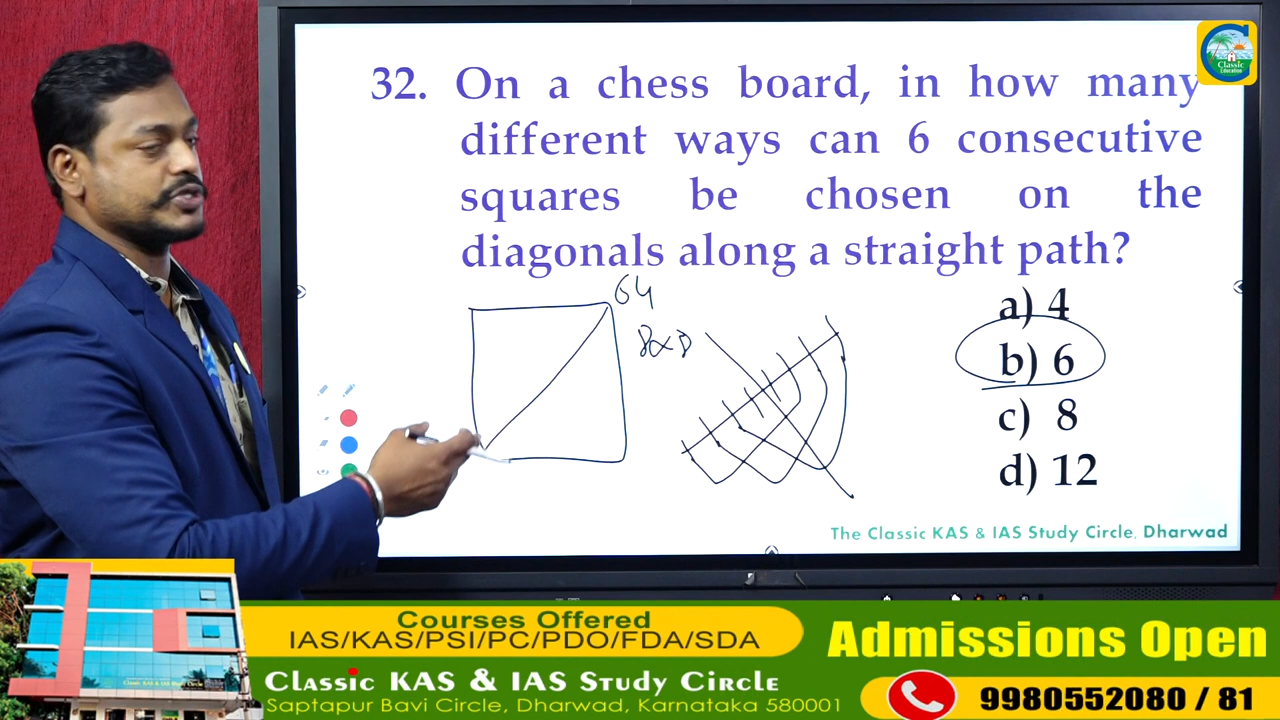 Classic
Education
32. On a chess board, in how many
different ways can 6 consecutive
squares be chosen on the
diagonals along a straight path?
64
8×8
a) 4
b) 6
c) 8
d) 12
The Classic KAS & IAS Study Circle, Dharwad
Courses Offered
IAS/KAS/PSI/PC/PDO/FDA/SDA
Classic KAS & IAS Study Circle
Saptapur Bavi Circle, Dharwad, Karnataka 580001
Admissions Open
9980552080 / 81